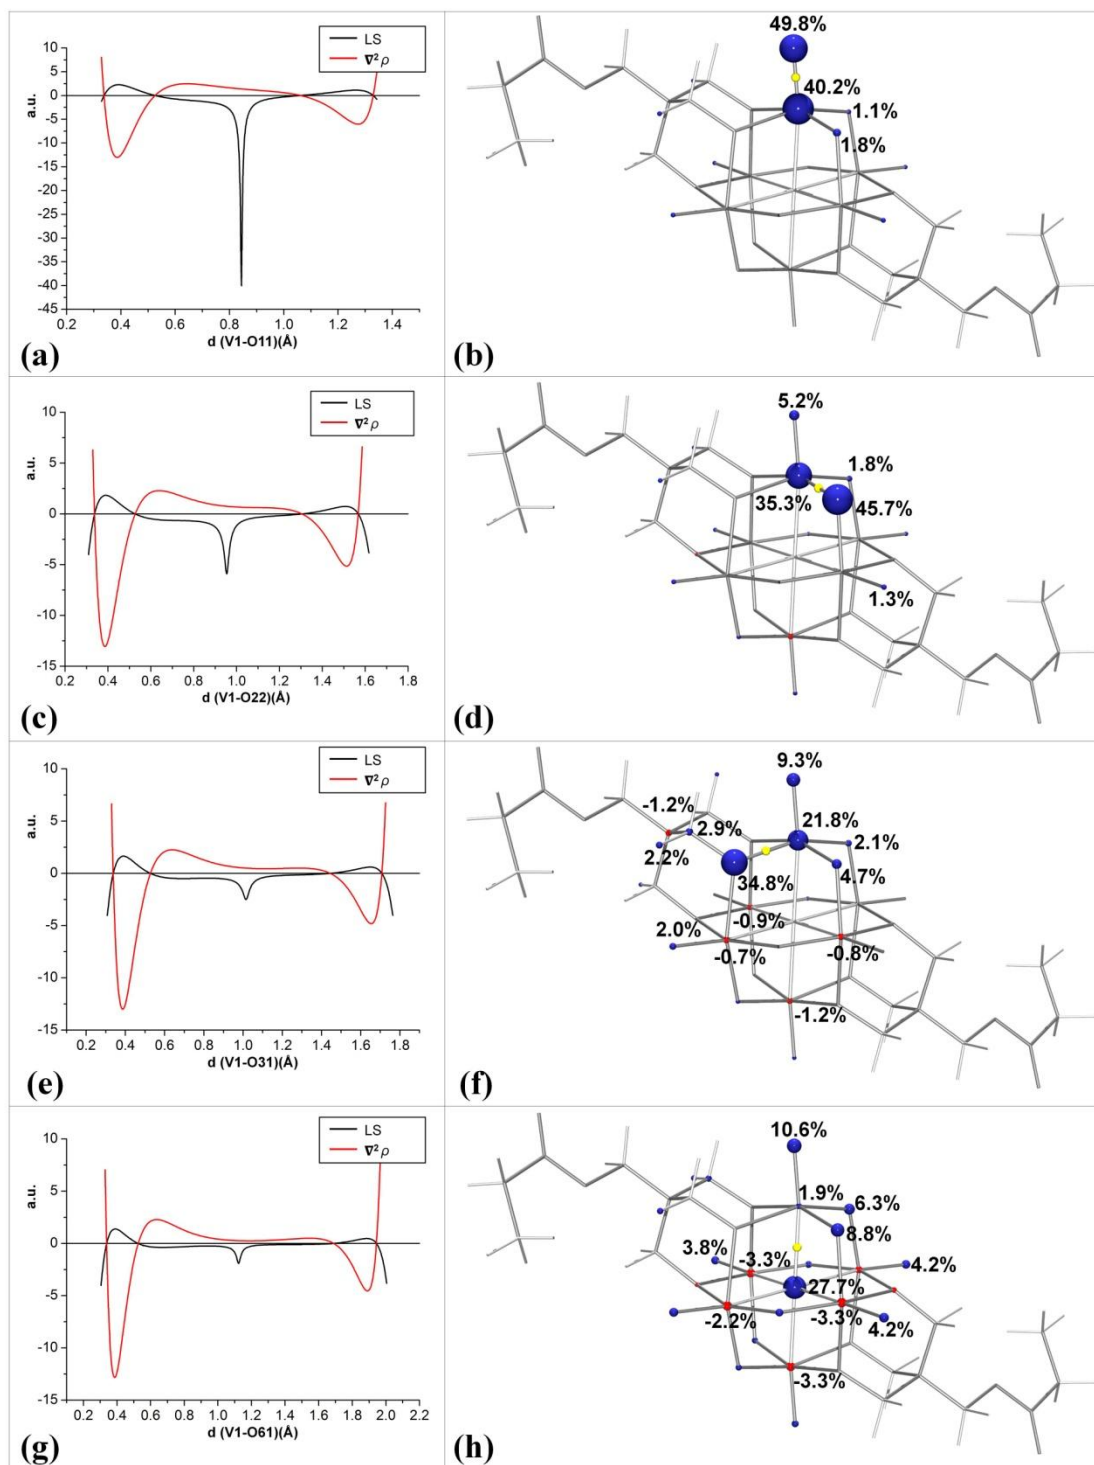 LS
∇²ρ
a.u.
10
5
0
-5
-10
-15
-20
-25
-30
-35
-40
-45
0.2 0.4 0.6 0.8 1.0 1.2 1.4
d (V1-O11)(Å)
(a)
49.8%
40.2%
1.1%
1.8%
(b)
LS
∇²ρ
a.u.
10
5
0
-5
-10
-15
0.2 0.4 0.6 0.8 1.0 1.2 1.4 1.6 1.8
d (V1-O22)(Å)
(c)
5.2%
1.8%
35.3% 45.7%
1.3%
(d)
LS
∇²ρ
a.u.
10
5
0
-5
-10
-15
0.2 0.4 0.6 0.8 1.0 1.2 1.4 1.6 1.8
d (V1-O31)(Å)
(e)
9.3%
-1.2%
2.9% 21.8%
2.1%
2.2%
34.8% 4.7%
2.0% -0.9%
-0.7% -0.8%
-1.2%
(f)
LS
∇²ρ
a.u.
10
5
0
-5
-10
-15
0.2 0.4 0.6 0.8 1.0 1.2 1.4 1.6 1.8 2.0 2.2
d (V1-O61)(Å)
(g)
10.6%
1.9% 6.3%
8.8%
3.8% -3.3% 4.2%
27.7%
-2.2% -3.3%
4.2%
-3.3%
(h)